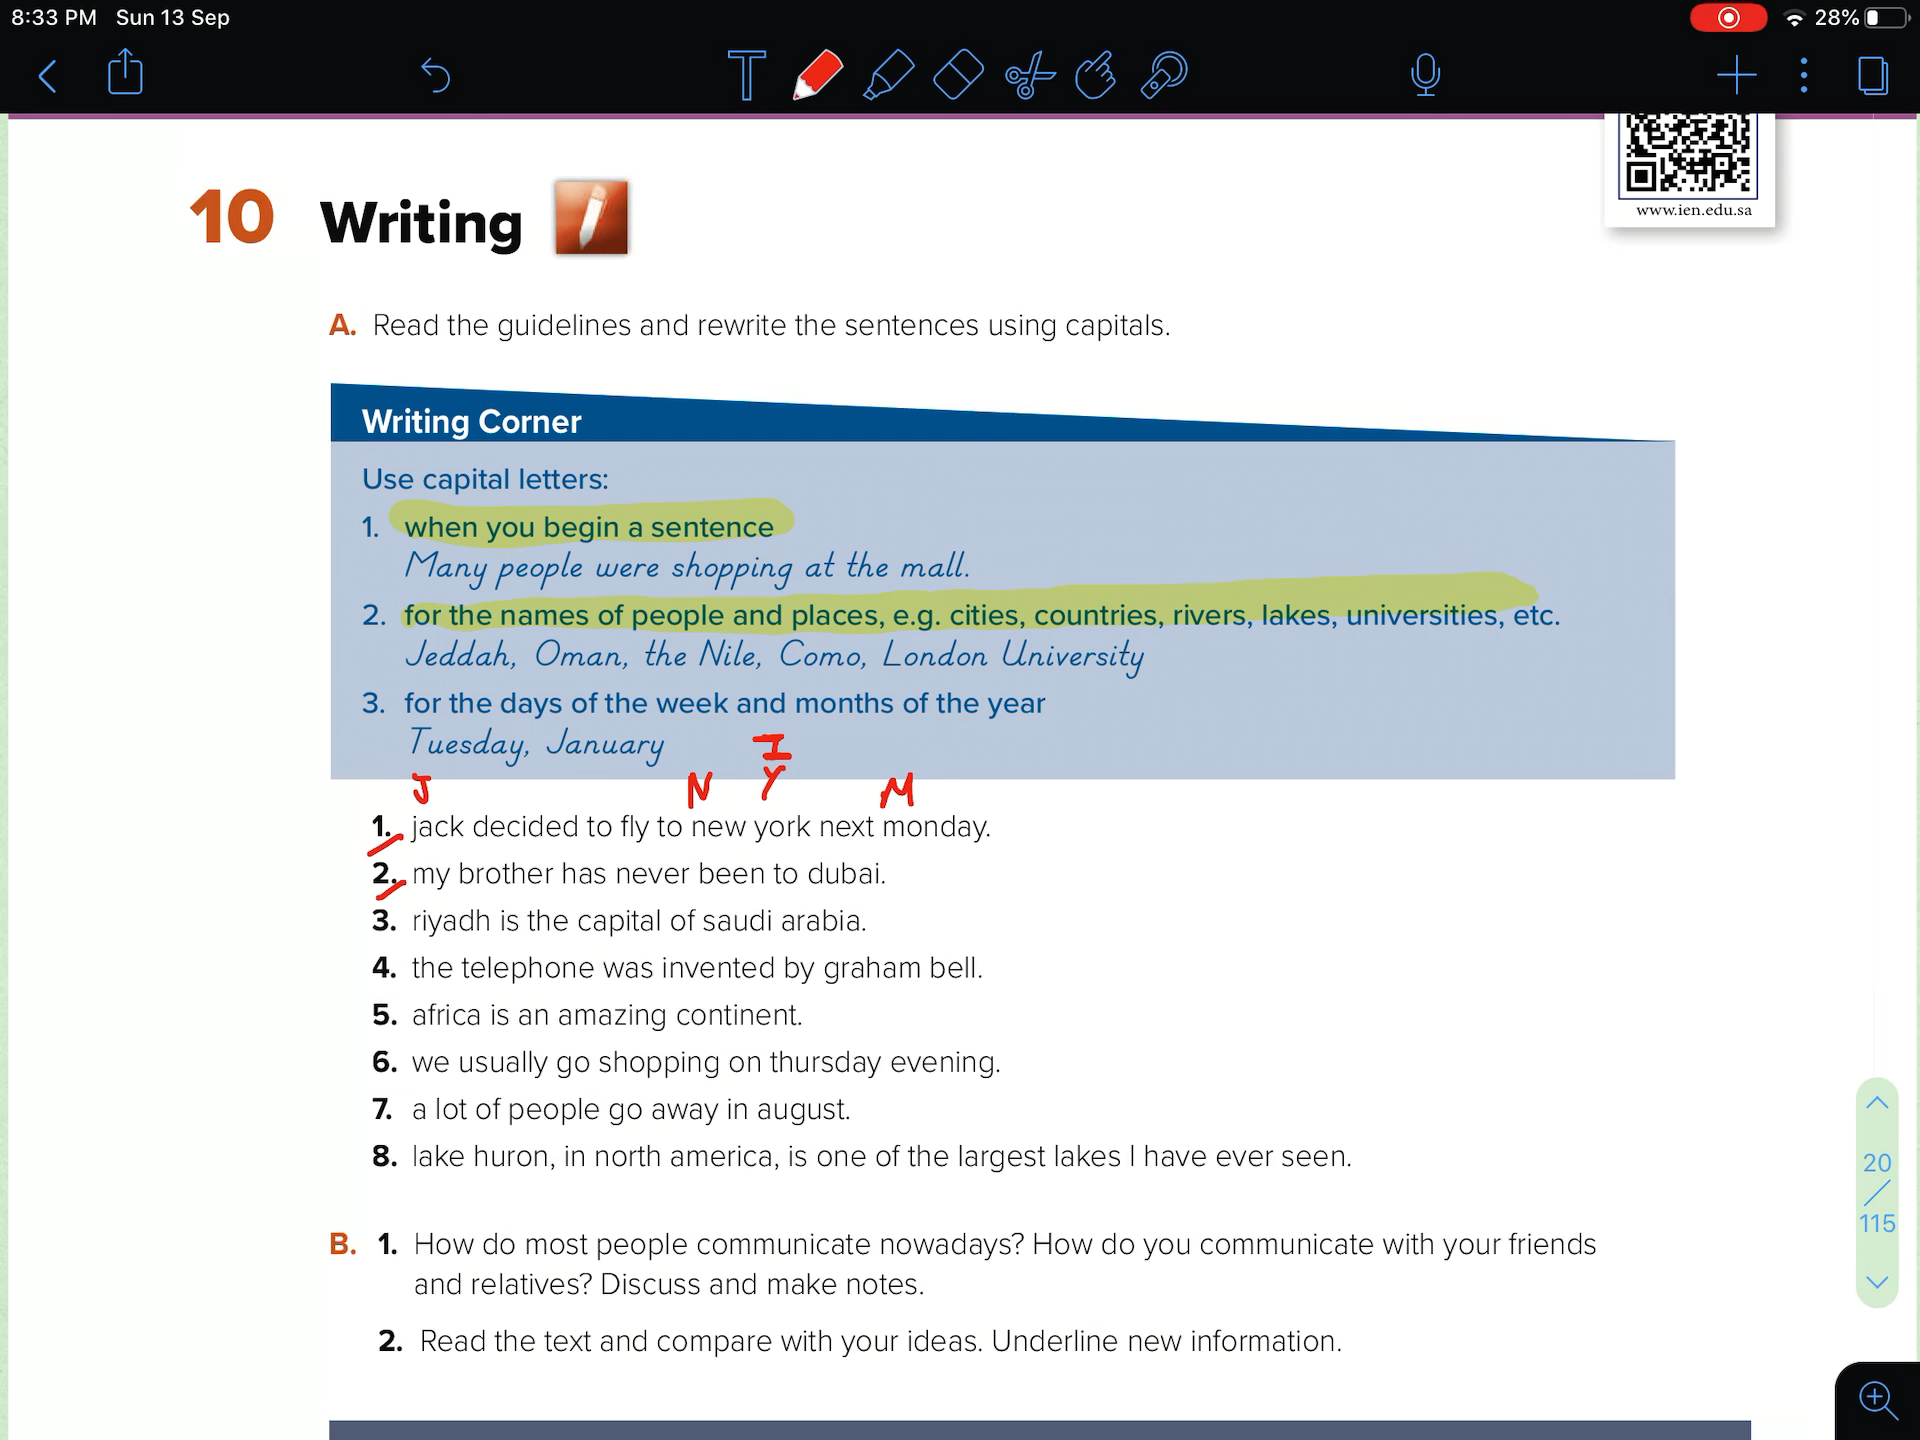 8:33 PM Sun 13 Sep
28%
www.ien.edu.sa
10 Writing
A. Read the guidelines and rewrite the sentences using capitals.
Writing Corner
Use capital letters:
1. when you begin a sentence
Many people were shopping at the mall.
2. for the names of people and places, e.g. cities, countries, rivers, lakes, universities, etc.
Jeddah, Oman, the Nile, Como, London University
3. for the days of the week and months of the year
Tuesday, January
I
J N Y M
1. jack decided to fly to new york next monday.
2. my brother has never been to dubai.
3. riyadh is the capital of saudi arabia.
4. the telephone was invented by graham bell.
5. africa is an amazing continent.
6. we usually go shopping on thursday evening.
7. a lot of people go away in august.
8. lake huron, in north america, is one of the largest lakes I have ever seen.
20
/
115
B. 1. How do most people communicate nowadays? How do you communicate with your friends
and relatives? Discuss and make notes.
2. Read the text and compare with your ideas. Underline new information.